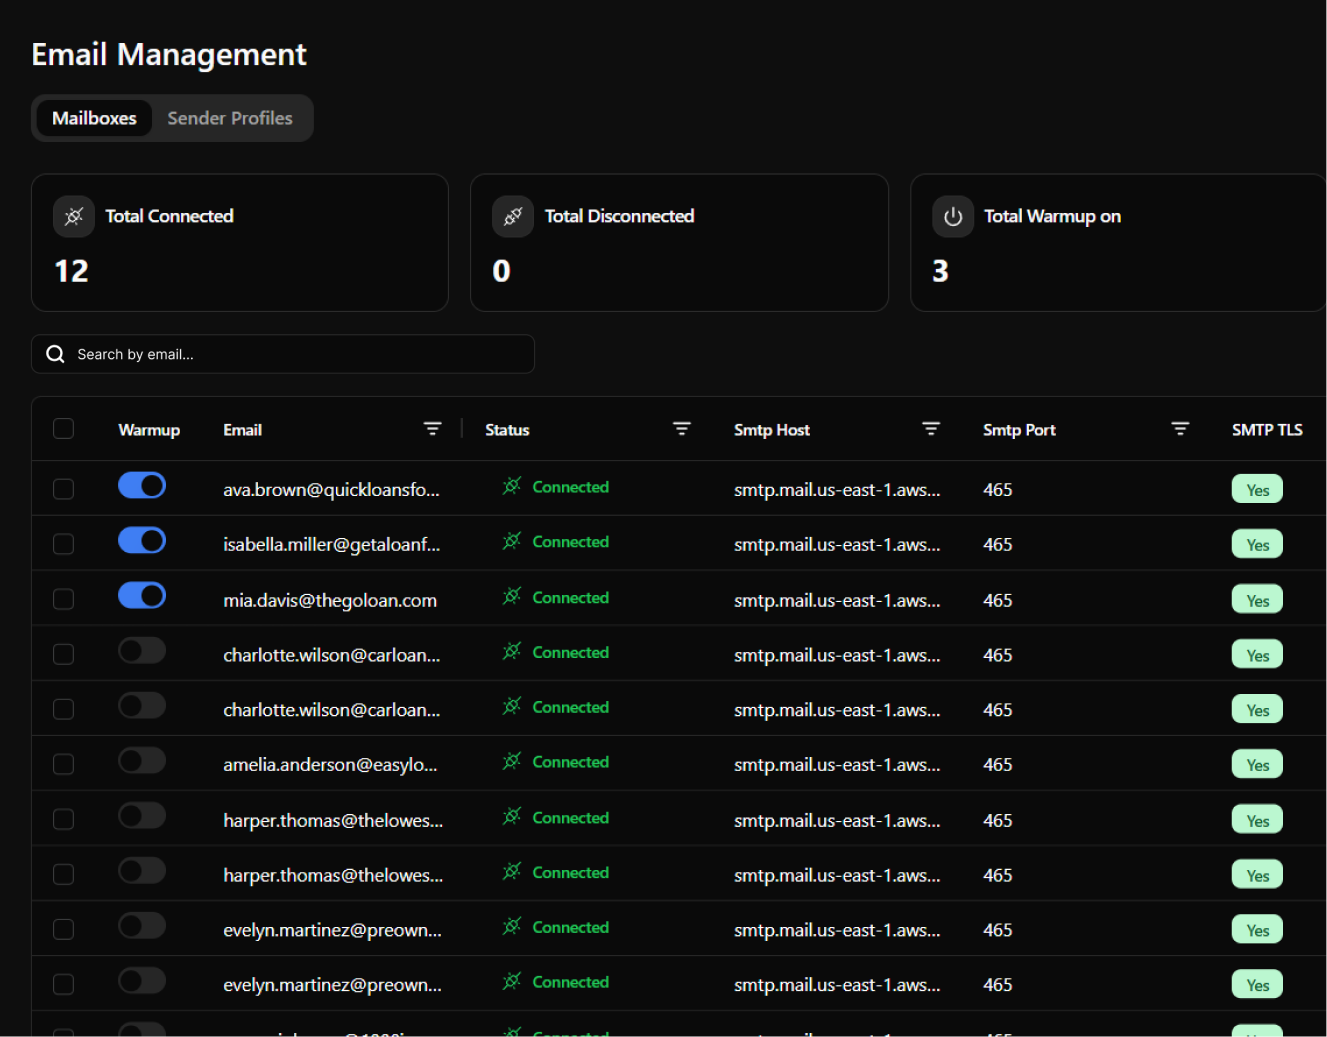 Email Management
Mailboxes Sender Profiles
Total Connected Total Disconnected Total Warmup on
12 0 3
Search by email...
Warmup Email Status Smtp Host Smtp Port SMTP TLS
ava.brown@quickloansfo... Connected smtp.mail.us-east-1.aws... 465 Yes
isabella.miller@getaloanf... Connected smtp.mail.us-east-1.aws... 465 Yes
mia.davis@thegoloan.com Connected smtp.mail.us-east-1.aws... 465 Yes
charlotte.wilson@carloan... Connected smtp.mail.us-east-1.aws... 465 Yes
charlotte.wilson@carloan... Connected smtp.mail.us-east-1.aws... 465 Yes
amelia.anderson@easylo... Connected smtp.mail.us-east-1.aws... 465 Yes
harper.thomas@thelowes... Connected smtp.mail.us-east-1.aws... 465 Yes
harper.thomas@thelowes... Connected smtp.mail.us-east-1.aws... 465 Yes
evelyn.martinez@preown... Connected smtp.mail.us-east-1.aws... 465 Yes
evelyn.martinez@preown... Connected smtp.mail.us-east-1.aws... 465 Yes